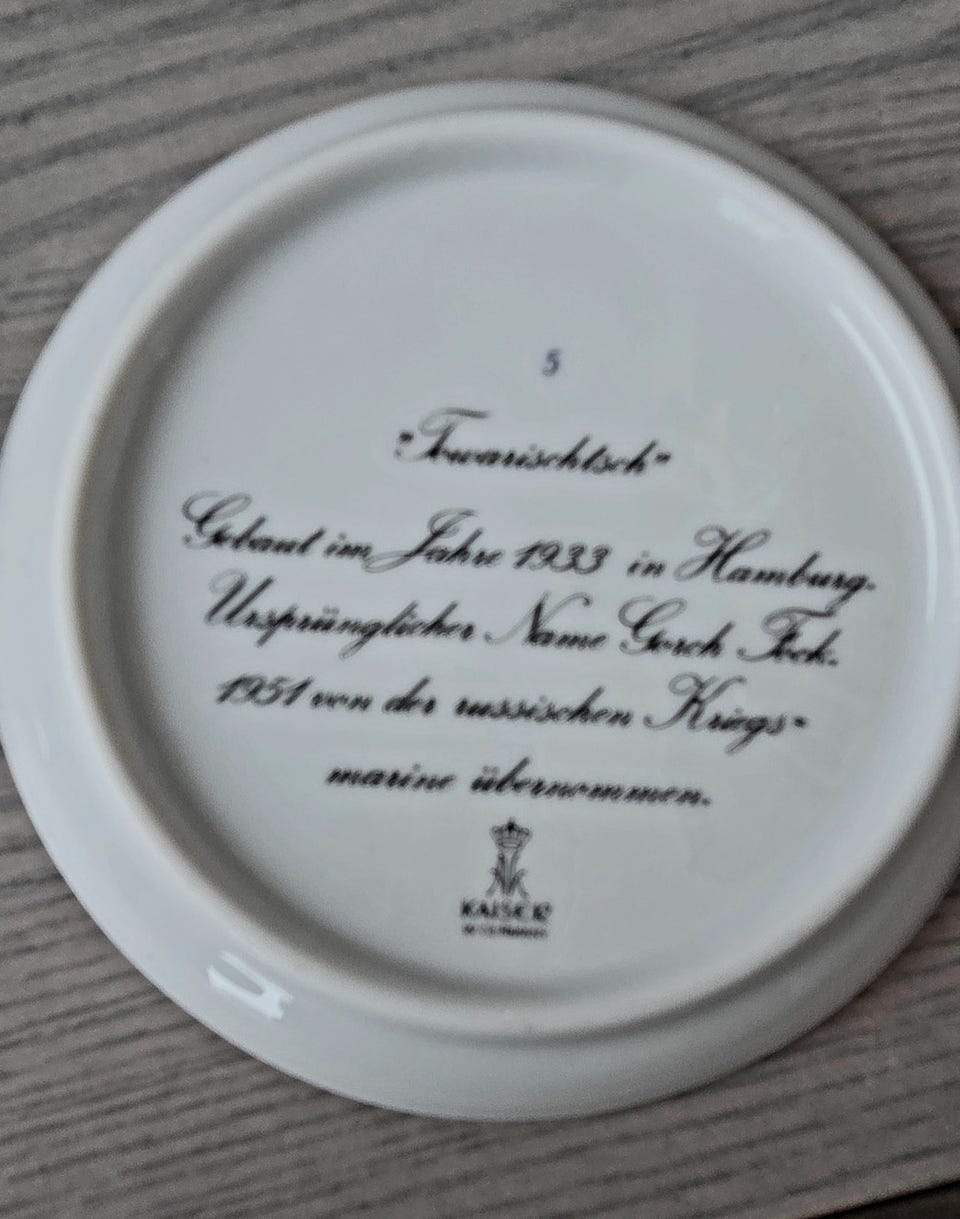 5
"Towarischtsch"
Gebaut im Jahre 1933 in Hamburg.
Ursprünglicher Name Gorch Fock.
1951 von der russischen Kriegs=
marine übernommen.
KAISER
W. Germany